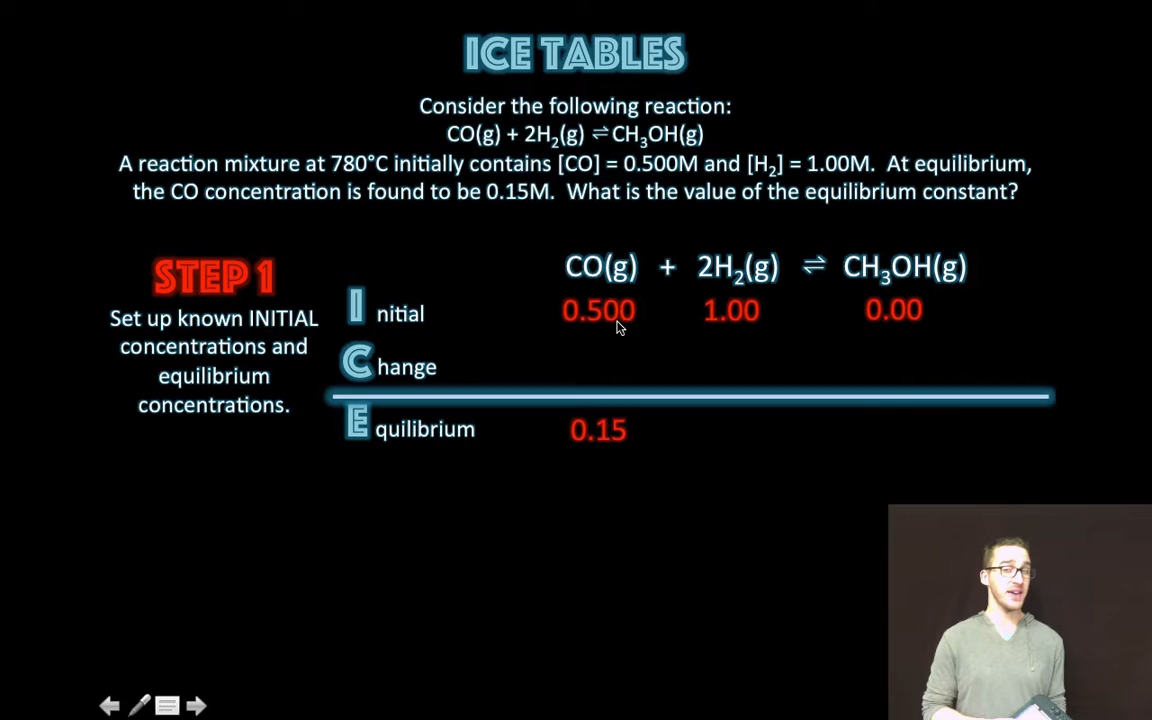 ICE TABLES
Consider the following reaction:
CO(g) + 2H₂(g) ⇌ CH₃OH(g)
A reaction mixture at 780°C initially contains [CO] = 0.500M and [H₂] = 1.00M. At equilibrium,
the CO concentration is found to be 0.15M. What is the value of the equilibrium constant?
STEP 1
Set up known INITIAL
concentrations and
equilibrium
concentrations.
CO(g) + 2H₂(g) ⇌ CH₃OH(g)
Initial 0.500 1.00 0.00
Change
Equilibrium 0.15